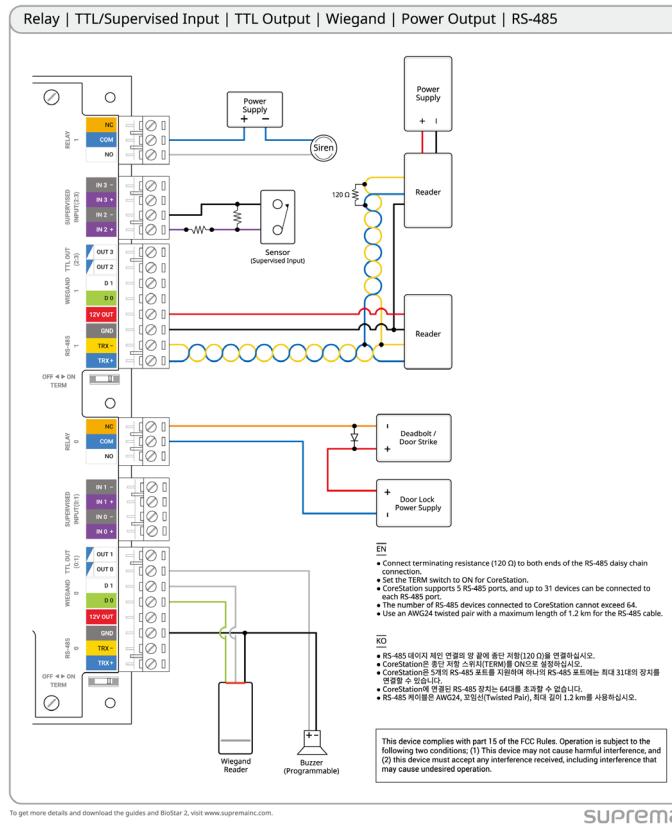 Relay | TTL/Supervised Input | TTL Output | Wiegand | Power Output | RS-485
Power
Supply
+ −
Siren
Power
Supply
+ −
RELAY
1
NC
COM
NO
SUPERVISED
INPUT(2:3)
IN 3 −
IN 3 +
IN 2 −
IN 2 +
Sensor
(Supervised Input)
120 Ω
Reader
TTL OUT
(2:3)
OUT 3
OUT 2
WIEGAND
1
D 1
D 0
12V OUT
GND
RS-485
1
TRX −
TRX +
Reader
OFF ◄ ► ON
TERM
RELAY
0
NC
COM
NO
−
Deadbolt /
Door Strike
+
+
Door Lock
Power Supply
−
SUPERVISED
INPUT(0:1)
IN 1 −
IN 1 +
IN 0 −
IN 0 +
TTL OUT
(0:1)
OUT 1
OUT 0
WIEGAND
0
D 1
D 0
12V OUT
GND
RS-485
0
TRX −
TRX +
OFF ◄ ► ON
TERM
Wiegand
Reader
+ −
Buzzer
(Programmable)
EN
• Connect terminating resistance (120 Ω) to both ends of the RS-485 daisy chain
connection.
• Set the TERM switch to ON for CoreStation.
• CoreStation supports 5 RS-485 ports, and up to 31 devices can be connected to
each RS-485 port.
• The number of RS-485 devices connected to CoreStation cannot exceed 64.
• Use an AWG24 twisted pair with a maximum length of 1.2 km for the RS-485 cable.
KO
• RS-485 데이지 체인 연결의 양 끝에 종단 저항(120 Ω)을 연결하십시오.
• CoreStation은 종단 저항 스위치(TERM)를 ON으로 설정하십시오.
• CoreStation은 5개의 RS-485 포트를 지원하며 하나의 RS-485 포트에는 최대 31대의 장치를
연결할 수 있습니다.
• CoreStation에 연결된 RS-485 장치는 64대를 초과할 수 없습니다.
• RS-485 케이블은 AWG24, 꼬임선(Twisted Pair), 최대 길이 1.2 km를 사용하십시오.
This device complies with part 15 of the FCC Rules. Operation is subject to the
following two conditions; (1) This device may not cause harmful interference, and
(2) this device must accept any interference received, including interference that
may cause undesired operation.
To get more details and download the guides and BioStar 2, visit www.supremainc.com.
suprema